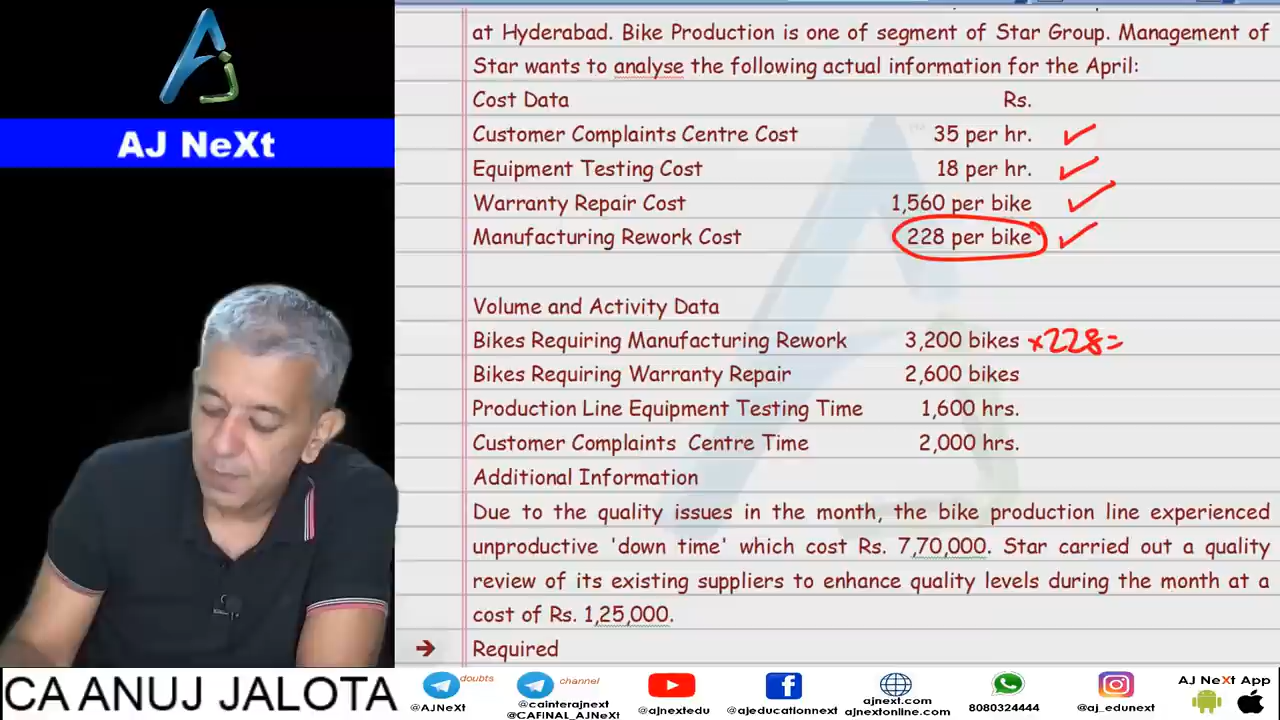 at Hyderabad. Bike Production is one of segment of Star Group. Management of
Star wants to analyse the following actual information for the April:
Cost Data Rs.
Customer Complaints Centre Cost 35 per hr.
Equipment Testing Cost 18 per hr.
Warranty Repair Cost 1,560 per bike
Manufacturing Rework Cost 228 per bike
Volume and Activity Data
Bikes Requiring Manufacturing Rework 3,200 bikes ×228=
Bikes Requiring Warranty Repair 2,600 bikes
Production Line Equipment Testing Time 1,600 hrs.
Customer Complaints Centre Time 2,000 hrs.
Additional Information
Due to the quality issues in the month, the bike production line experienced
unproductive 'down time' which cost Rs. 7,70,000. Star carried out a quality
review of its existing suppliers to enhance quality levels during the month at a
cost of Rs. 1,25,000.
→ Required
AJ
AJ NeXt
CA ANUJ JALOTA
doubts
@AJNeXt
channel
@cainterajnext
@CAFINAL_AJNeXt
@ajnextedu
@ajeducationnext
ajnext.com
ajnextonline.com
8080324444
@aj_edunext
AJ NeXt App